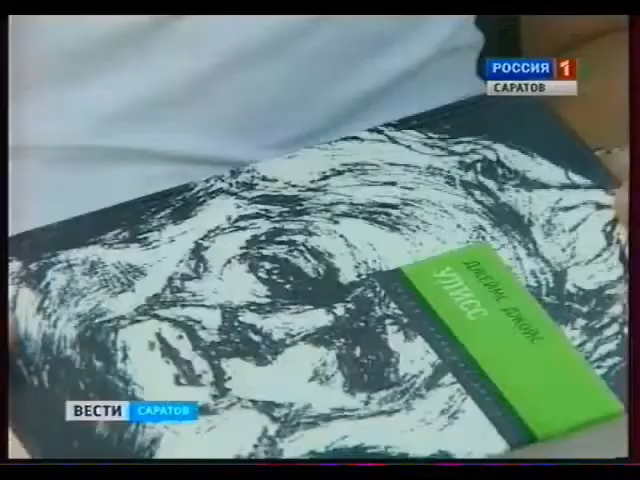 РОССИЯ 1
САРАТОВ
ДЖЕЙМС ДЖОЙС
УЛИСС
ВЕСТИ САРАТОВ